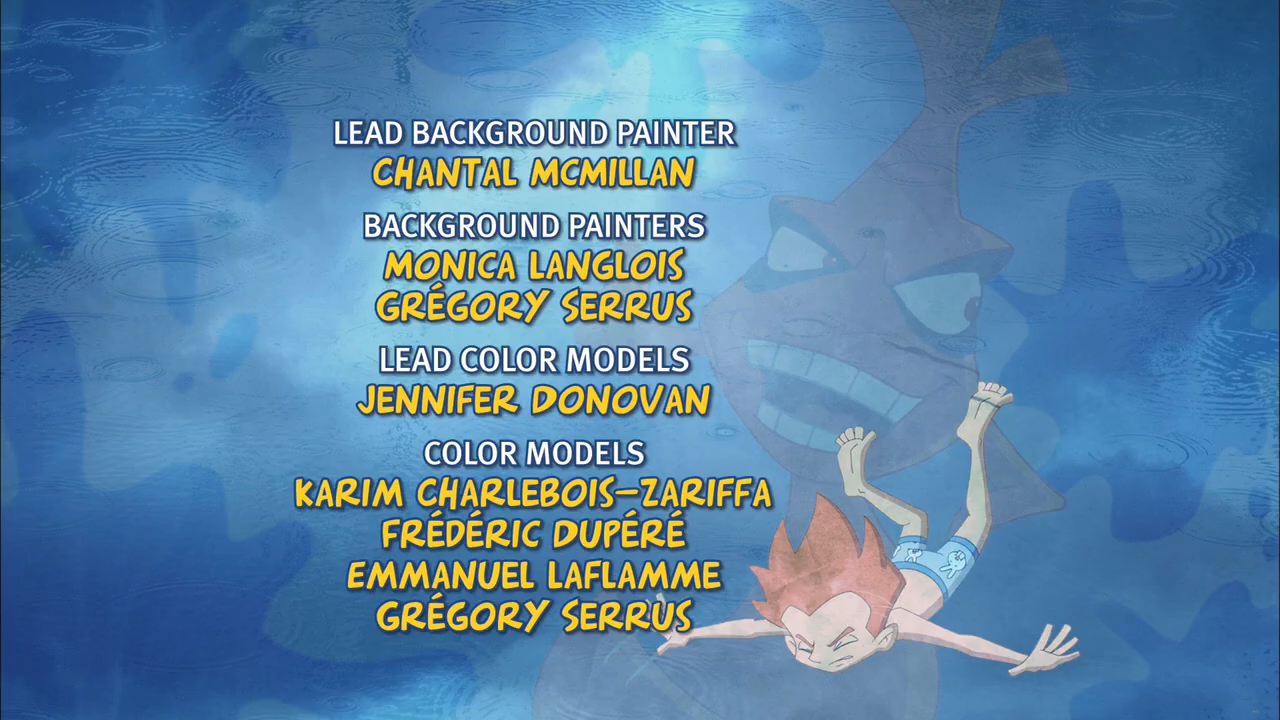 LEAD BACKGROUND PAINTER
CHANTAL MCMILLAN
BACKGROUND PAINTERS
MONICA LANGLOIS
GRÉGORY SERRUS
LEAD COLOR MODELS
JENNIFER DONOVAN
COLOR MODELS
KARIM CHARLEBOIS–ZARIFFA
FRÉDÉRIC DUPÉRÉ
EMMANUEL LAFLAMME
GRÉGORY SERRUS